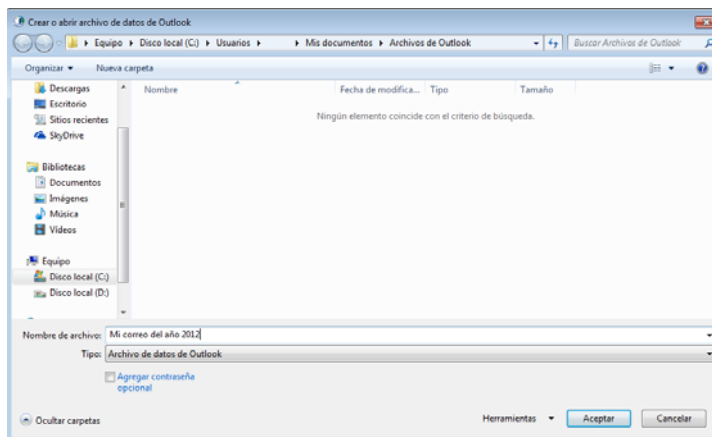 Crear o abrir archivo de datos de Outlook
Equipo ▸ Disco local (C:) ▸ Usuarios ▸ ▸ Mis documentos ▸ Archivos de Outlook
Buscar Archivos de Outlook
Organizar ▾ Nueva carpeta
Descargas
Escritorio
Sitios recientes
SkyDrive
Bibliotecas
Documentos
Imágenes
Música
Vídeos
Equipo
Disco local (C:)
Disco local (D:)
Nombre Fecha de modifica... Tipo Tamaño
Ningún elemento coincide con el criterio de búsqueda.
Nombre de archivo: Mi correo del año 2012
Tipo: Archivo de datos de Outlook
Agregar contraseña
opcional
Ocultar carpetas Herramientas ▾ Aceptar Cancelar